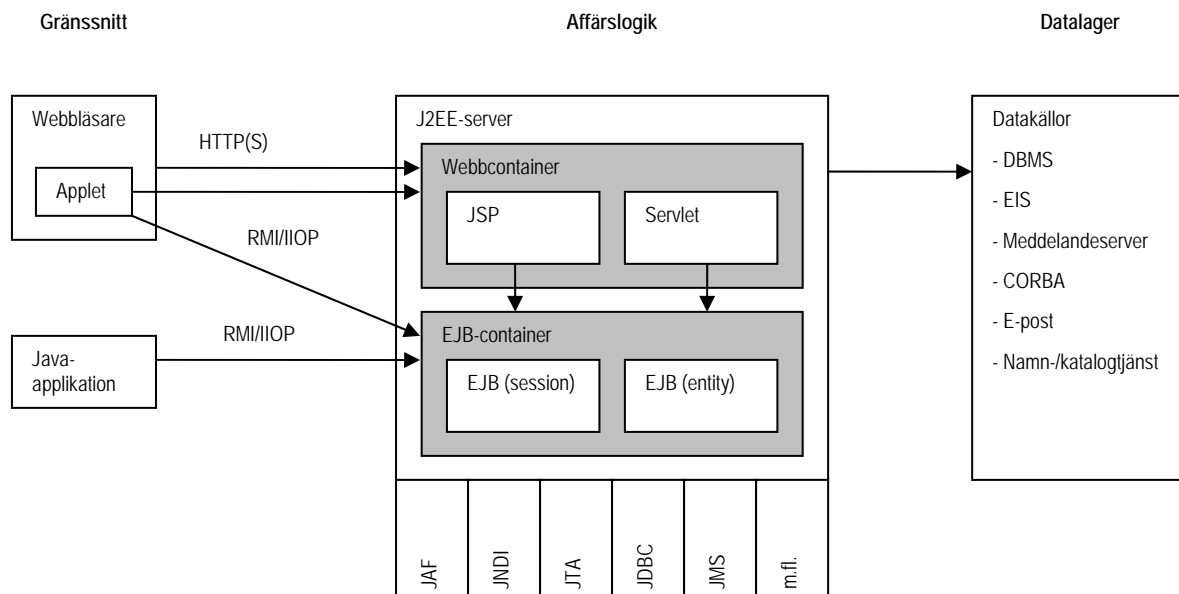 Gränssnitt
Affärslogik
Datalager
Webbläsare
Applet
HTTP(S)
RMI/IIOP
RMI/IIOP
Java-
applikation
J2EE-server
Webbcontainer
JSP
Servlet
EJB-container
EJB (session)
EJB (entity)
JAF
JNDI
JTA
JDBC
JMS
m.fl.
Datakällor
- DBMS
- EIS
- Meddelandeserver
- CORBA
- E-post
- Namn-/katalogtjänst